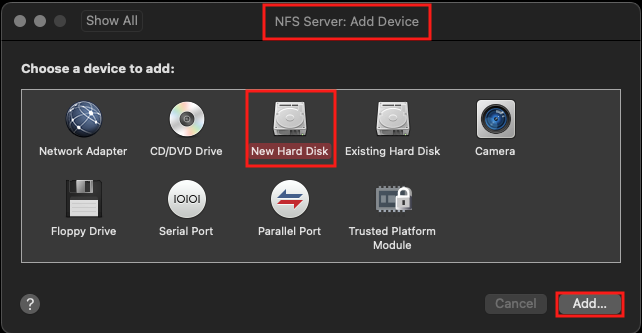 Show All
NFS Server: Add Device
Choose a device to add:
Network Adapter
CD/DVD Drive
New Hard Disk
Existing Hard Disk
Camera
Floppy Drive
IOIOI
Serial Port
Parallel Port
Trusted Platform
Module
?
Cancel
Add...